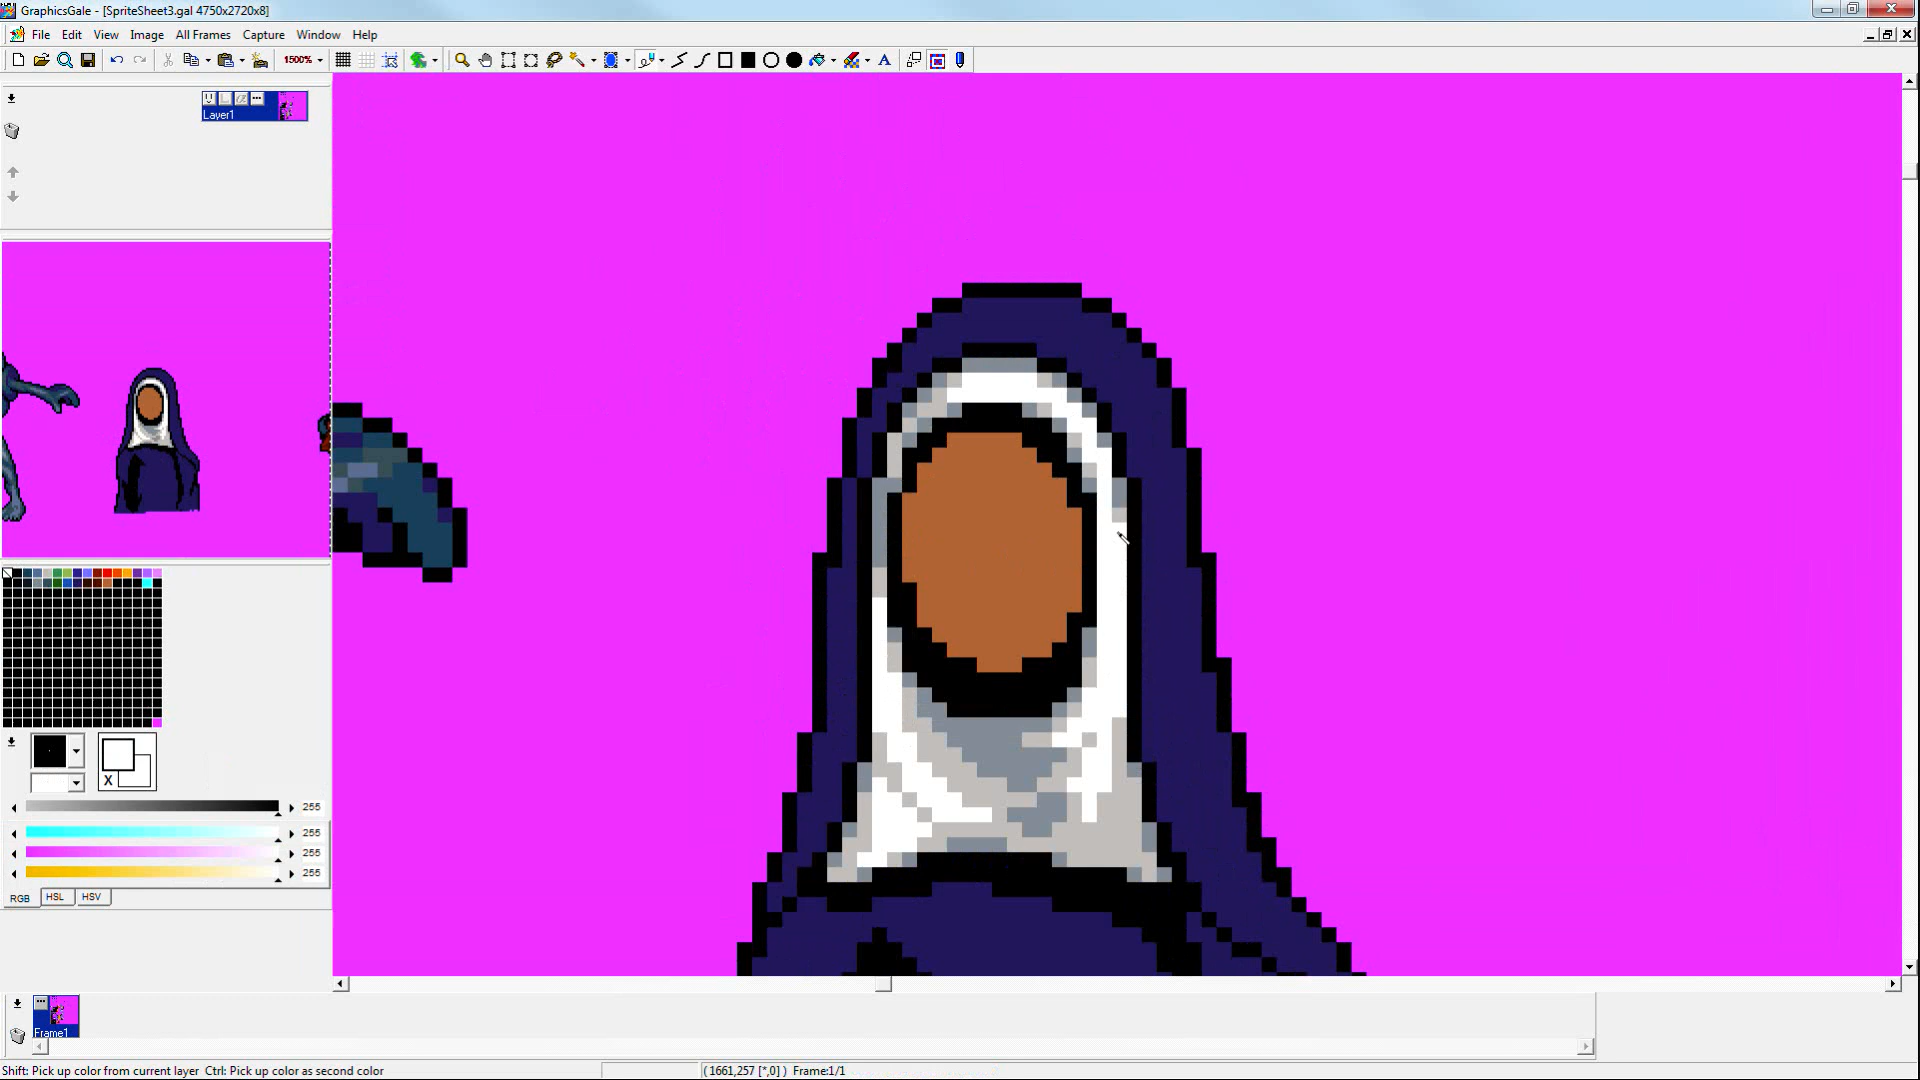 GraphicsGale - [SpriteSheet3.gal 4750x2720x8]
File Edit View Image All Frames Capture Window Help
1500% A
Layer1
X
255
255
255
255
RGB HSL HSV
Frame1
Shift: Pick up color from current layer Ctrl: Pick up color as second color (1661,257 [*,0] ) Frame:1/1